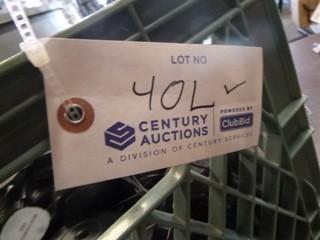 LOT NO
40L ✓
CENTURY
AUCTIONS
POWERED BY
ClubBid
A DIVISION OF CENTURY SERVICES